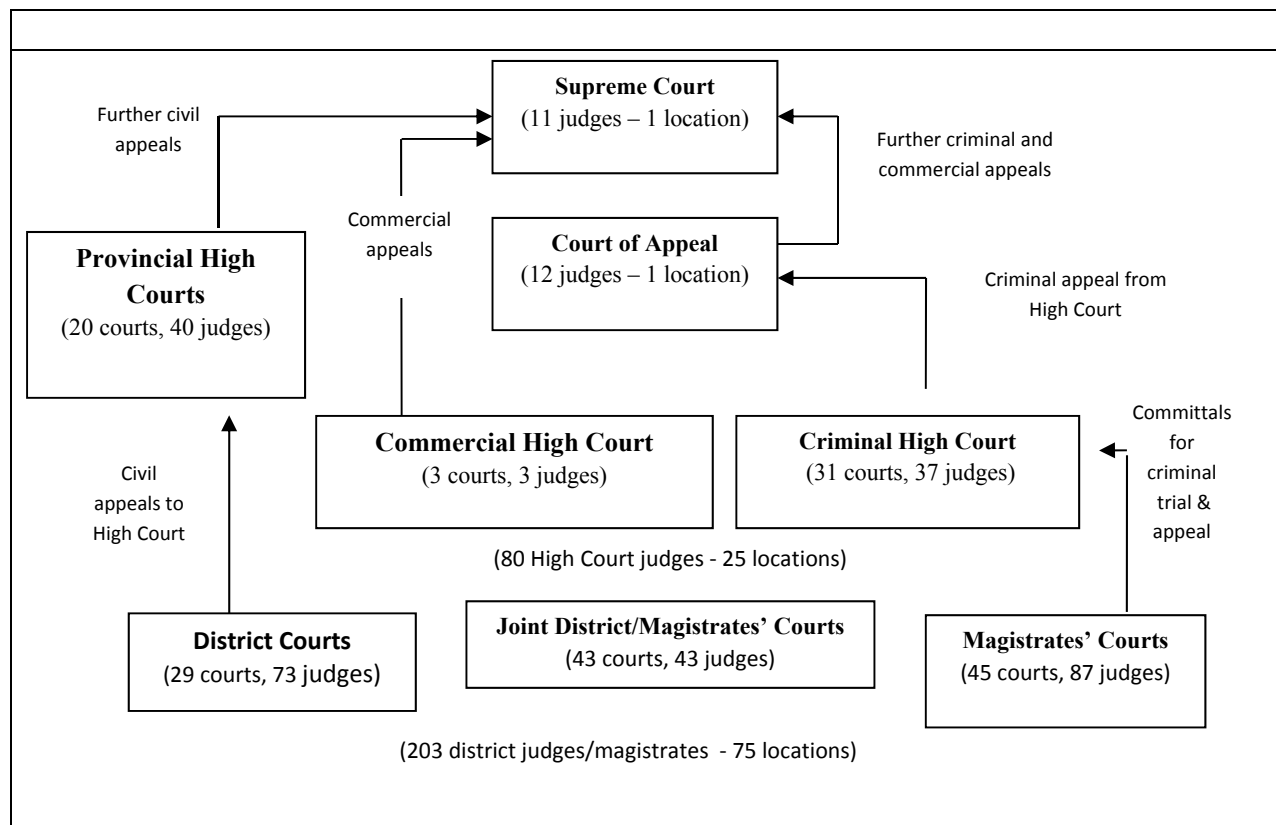 Supreme Court
(11 judges – 1 location)
Further civil
appeals
Further criminal and
commercial appeals
Commercial
appeals
Provincial High
Courts
(20 courts, 40 judges)
Court of Appeal
(12 judges – 1 location)
Criminal appeal from
High Court
Commercial High Court
(3 courts, 3 judges)
Criminal High Court
(31 courts, 37 judges)
Committals
for
criminal
trial &
appeal
Civil
appeals to
High Court
(80 High Court judges - 25 locations)
District Courts
(29 courts, 73 judges)
Joint District/Magistrates’ Courts
(43 courts, 43 judges)
Magistrates’ Courts
(45 courts, 87 judges)
(203 district judges/magistrates  - 75 locations)